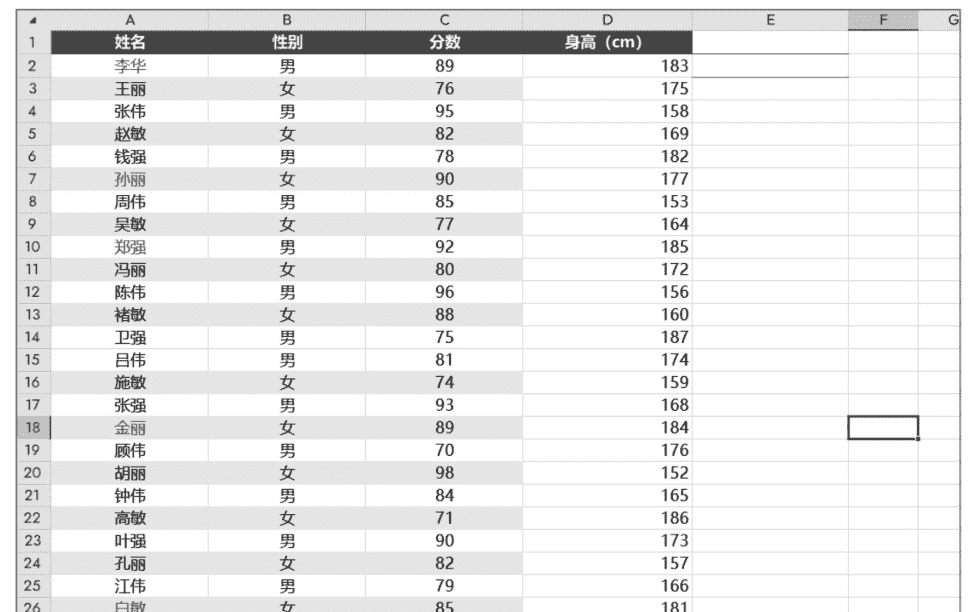 A B C D E F G
1 姓名 性别 分数 身高（cm）
2 李华 男 89 183
3 王丽 女 76 175
4 张伟 男 95 158
5 赵敏 女 82 169
6 钱强 男 78 182
7 孙丽 女 90 177
8 周伟 男 85 153
9 吴敏 女 77 164
10 郑强 男 92 185
11 冯丽 女 80 172
12 陈伟 男 96 156
13 褚敏 女 88 160
14 卫强 男 75 187
15 吕伟 男 81 174
16 施敏 女 74 159
17 张强 男 93 168
18 金丽 女 89 184
19 顾伟 男 70 176
20 胡丽 女 98 152
21 钟伟 男 84 165
22 高敏 女 71 186
23 叶强 男 90 173
24 孔丽 女 82 157
25 江伟 男 79 166
26 白敏 女 85 181